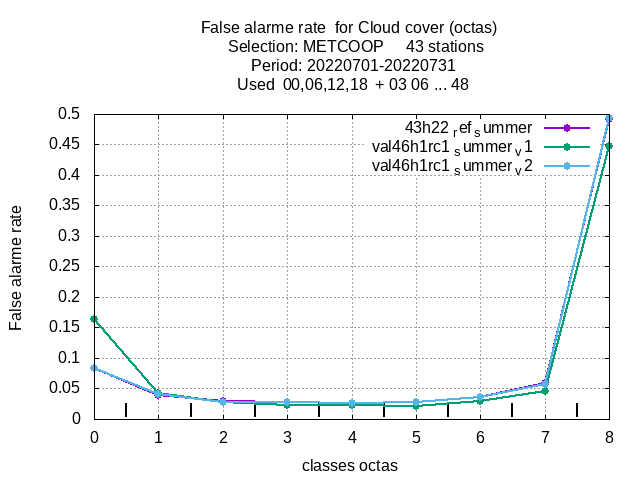 False alarme rate  for Cloud cover (octas)
Selection: METCOOP     43 stations
Period: 20220701-20220731
Used  00,06,12,18  + 03 06 ... 48
43h22 ref summer
val46h1rc1 summer v1
val46h1rc1 summer v2
0.5
0.45
0.4
0.35
0.3
0.25
0.2
0.15
0.1
0.05
0
False alarme rate
0 1 2 3 4 5 6 7 8
classes octas